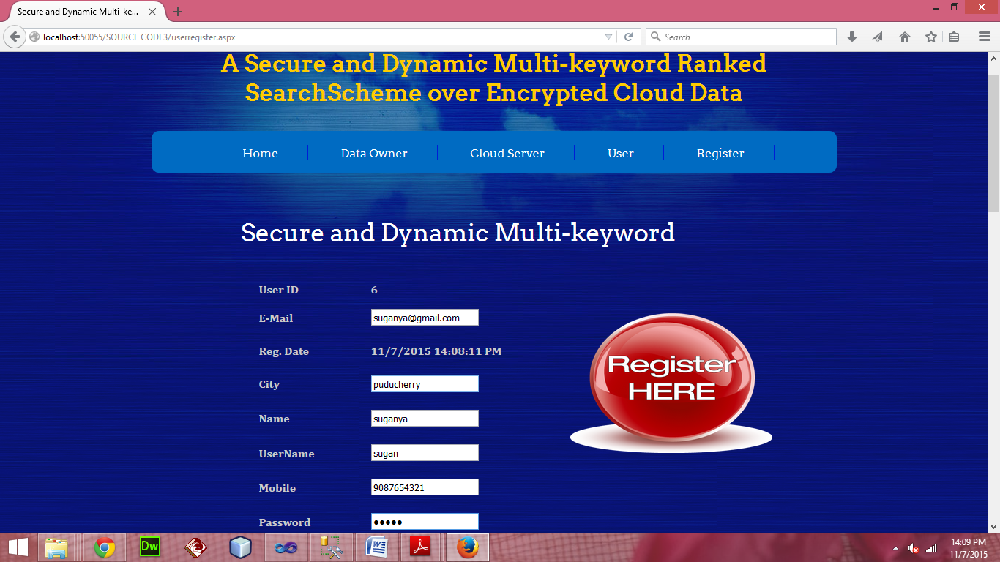 Secure and Dynamic Multi-ke...
localhost:50055/SOURCE CODE3/userregister.aspx
Search
A Secure and Dynamic Multi-keyword Ranked
SearchScheme over Encrypted Cloud Data
Home Data Owner Cloud Server User Register
Secure and Dynamic Multi-keyword
User ID 6
E-Mail suganya@gmail.com
Reg. Date 11/7/2015 14:08:11 PM
City puducherry
Name suganya
UserName sugan
Mobile 9087654321
Password •••••
Register
HERE
Dw
W
14:09 PM
11/7/2015